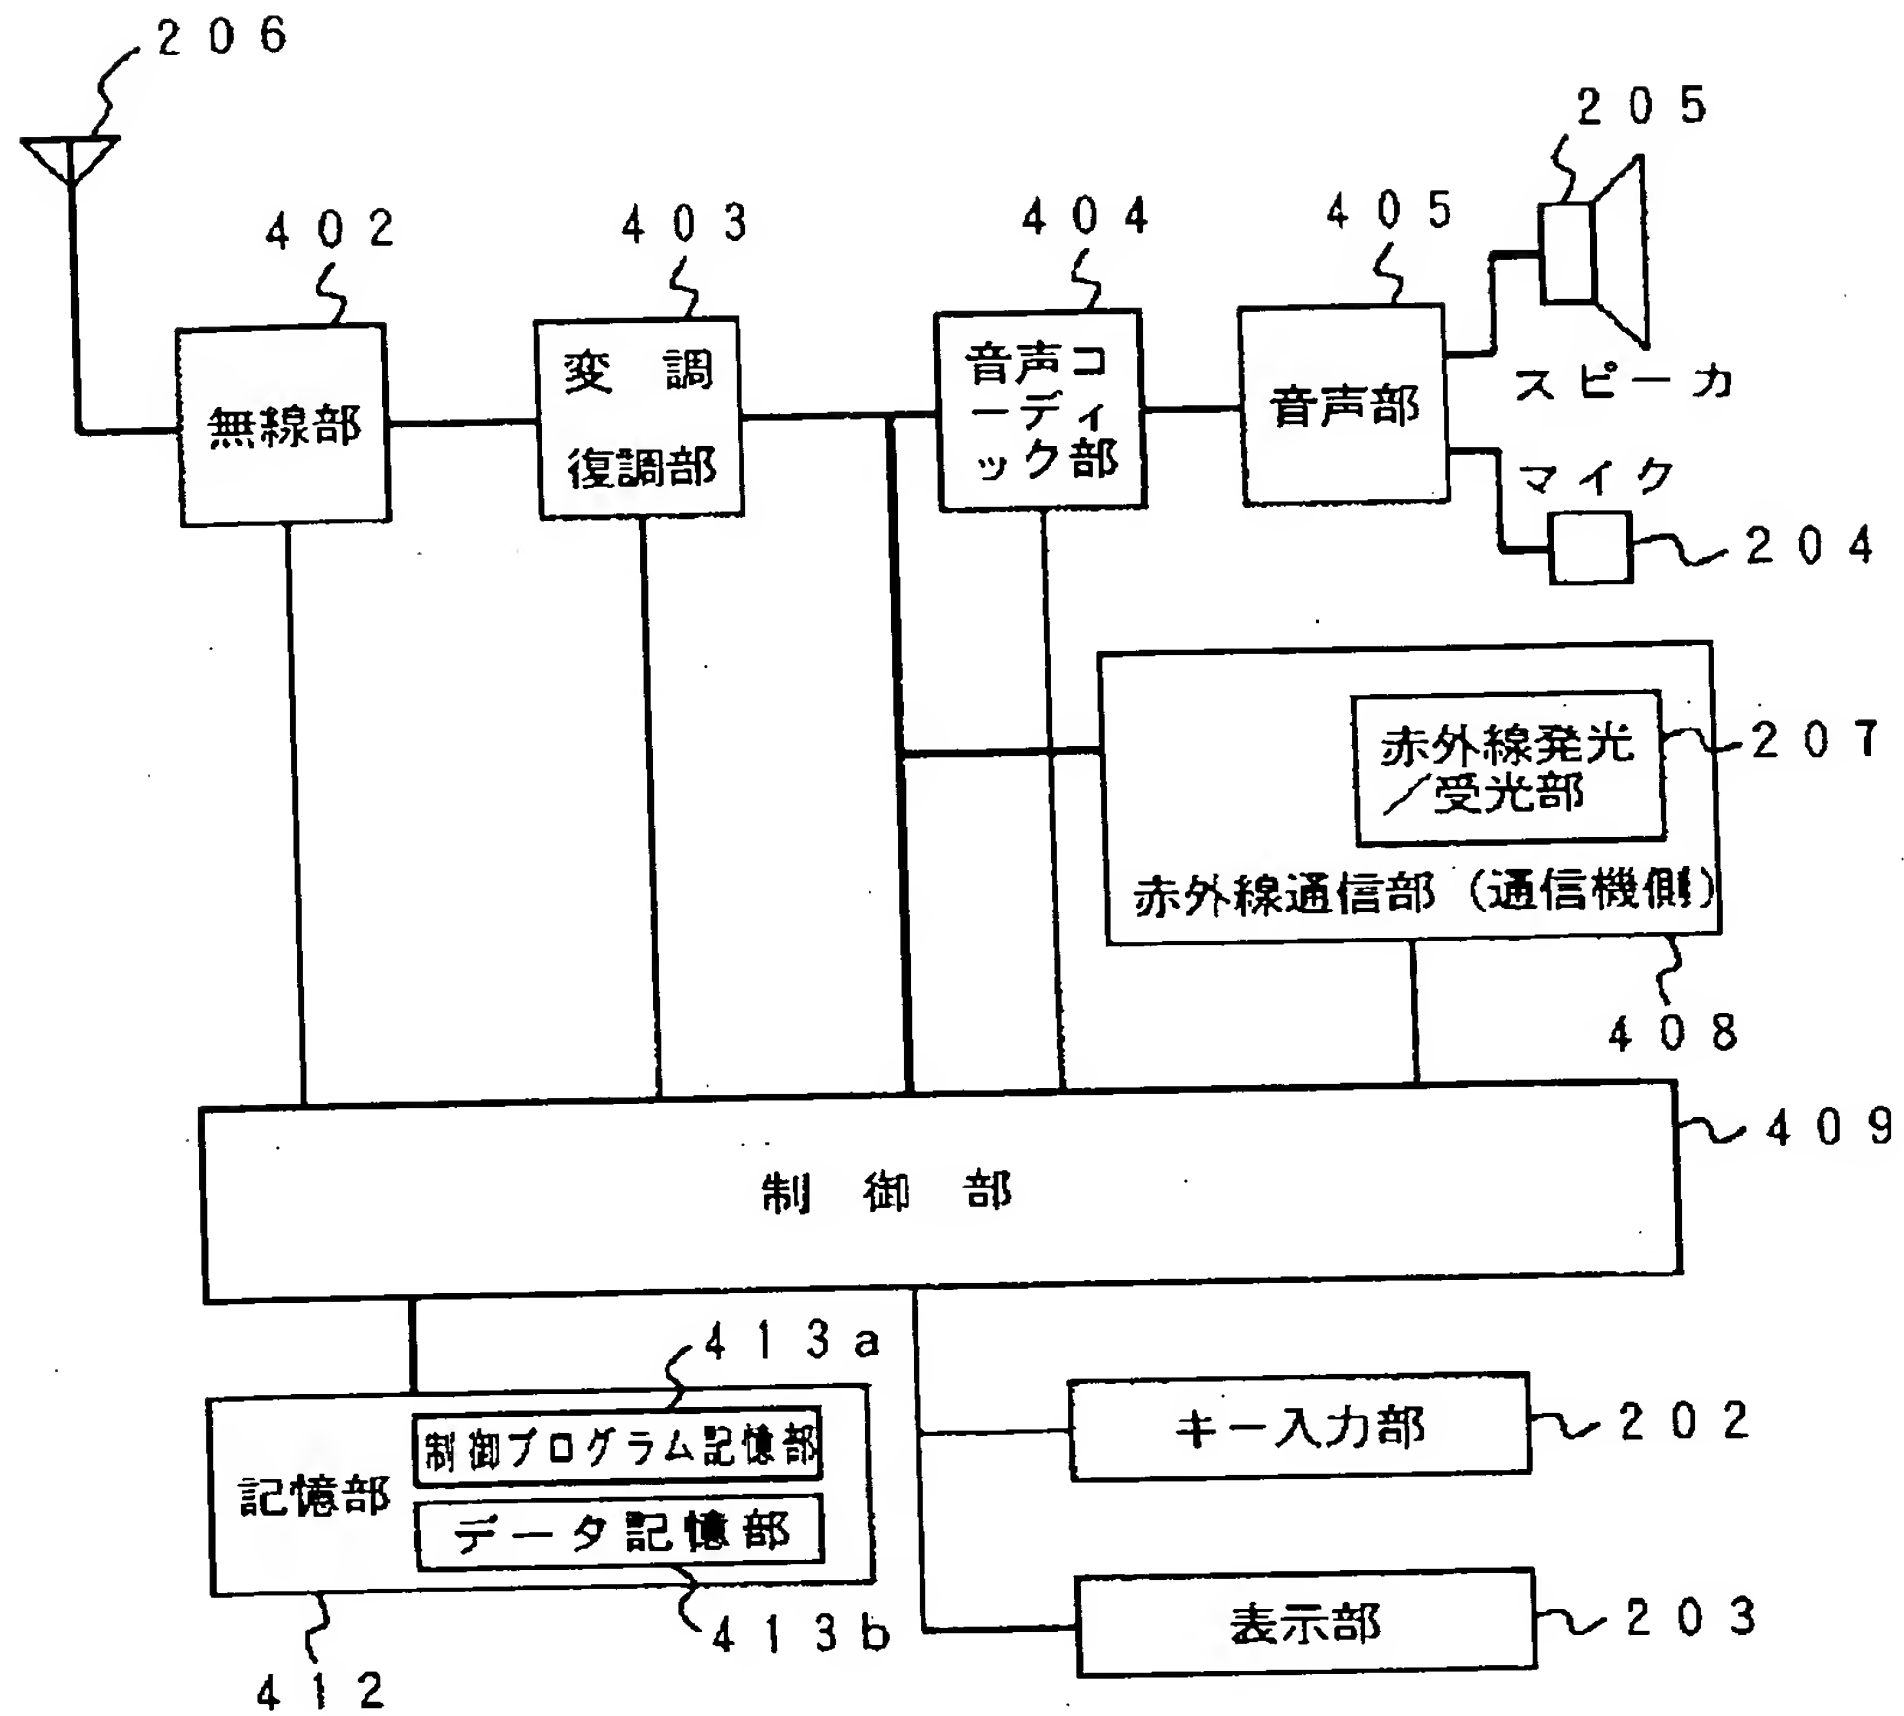 206
205
402
403
404
405
無線部
変調
復調部
音声コ
ーディ
ック部
音声部
スピーカ
マイク
204
赤外線発光
／受光部
207
赤外線通信部（通信機側）
408
409
制御部
413a
制御プログラム記憶部
記憶部
データ記憶部
413b
412
キー入力部
202
表示部
203